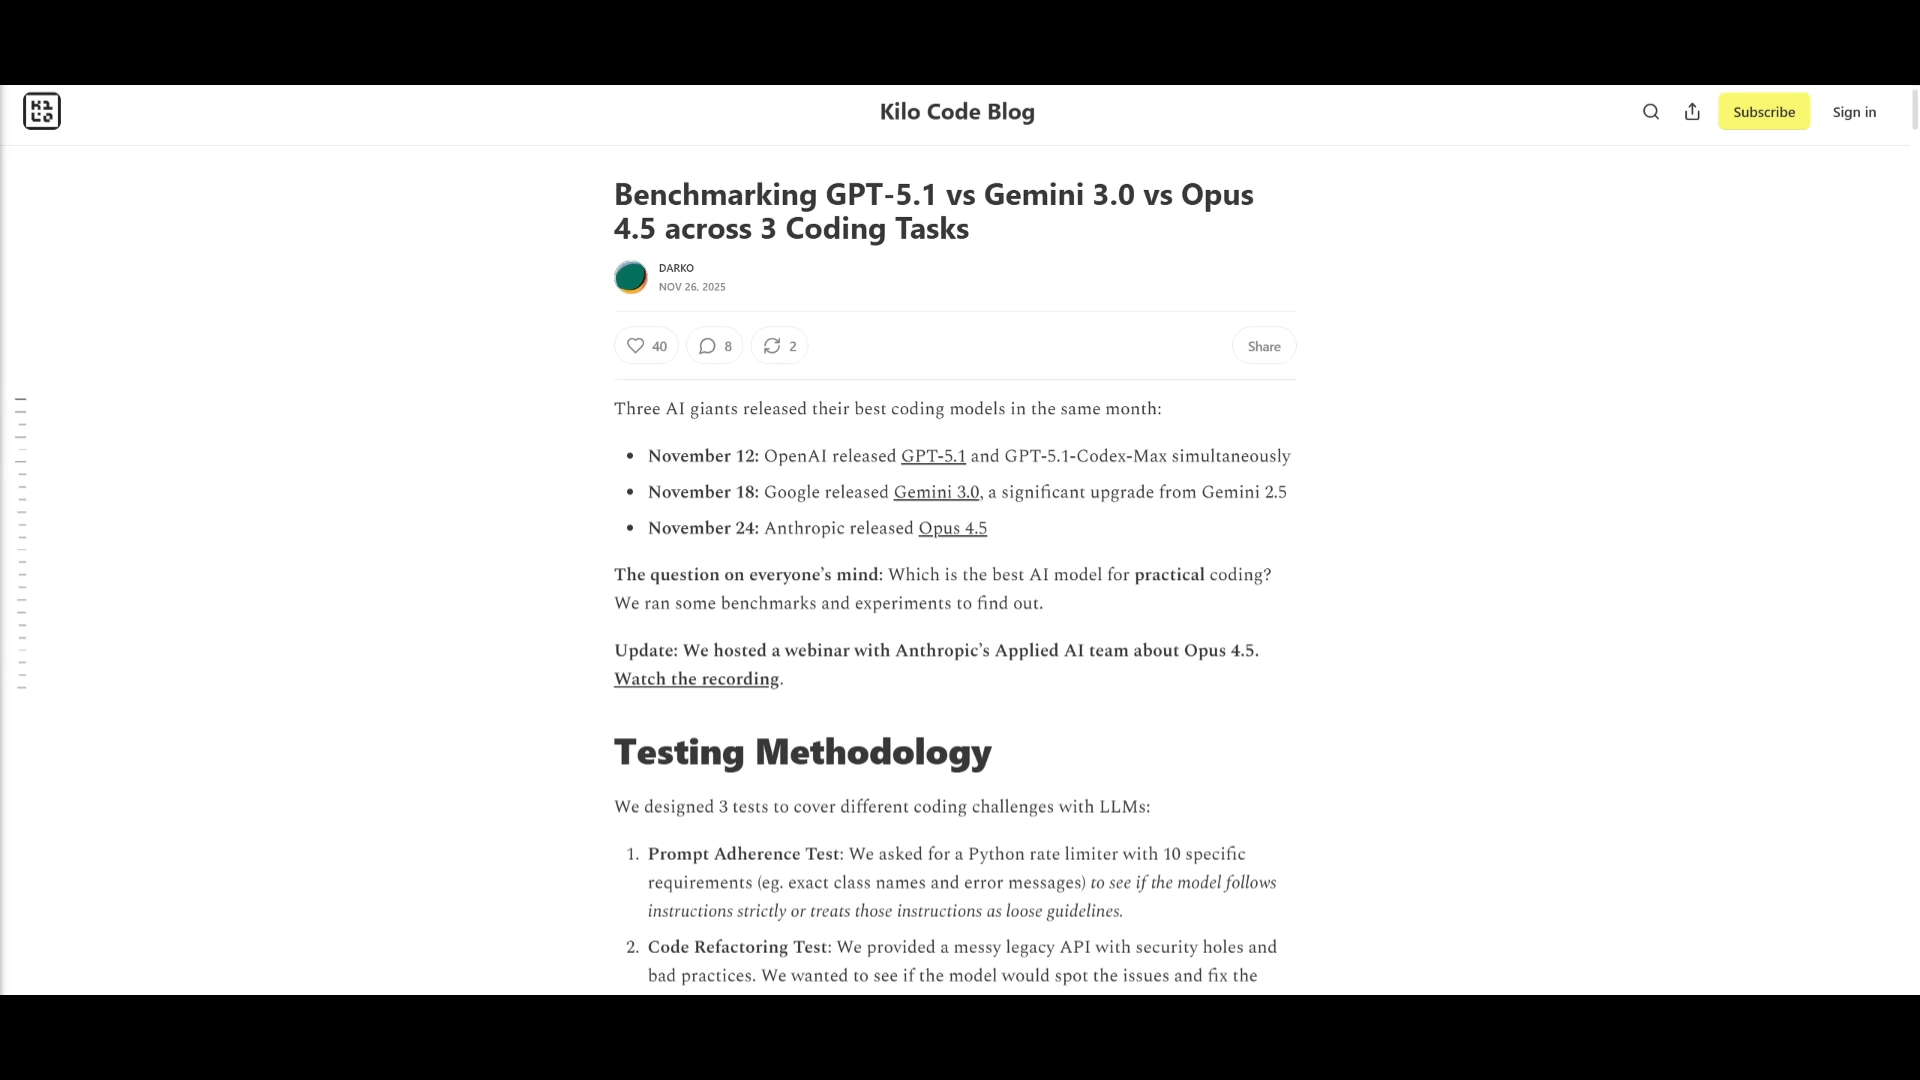 K1
LO
Kilo Code Blog
Subscribe
Sign in
Benchmarking GPT-5.1 vs Gemini 3.0 vs Opus
4.5 across 3 Coding Tasks
DARKO
NOV 26, 2025
40
8
2
Share
Three AI giants released their best coding models in the same month:
• November 12: OpenAI released GPT-5.1 and GPT-5.1-Codex-Max simultaneously
• November 18: Google released Gemini 3.0, a significant upgrade from Gemini 2.5
• November 24: Anthropic released Opus 4.5
The question on everyone’s mind: Which is the best AI model for practical coding?
We ran some benchmarks and experiments to find out.
Update: We hosted a webinar with Anthropic’s Applied AI team about Opus 4.5.
Watch the recording.
Testing Methodology
We designed 3 tests to cover different coding challenges with LLMs:
1. Prompt Adherence Test: We asked for a Python rate limiter with 10 specific
requirements (eg. exact class names and error messages) to see if the model follows
instructions strictly or treats those instructions as loose guidelines.
2. Code Refactoring Test: We provided a messy legacy API with security holes and
bad practices. We wanted to see if the model would spot the issues and fix the